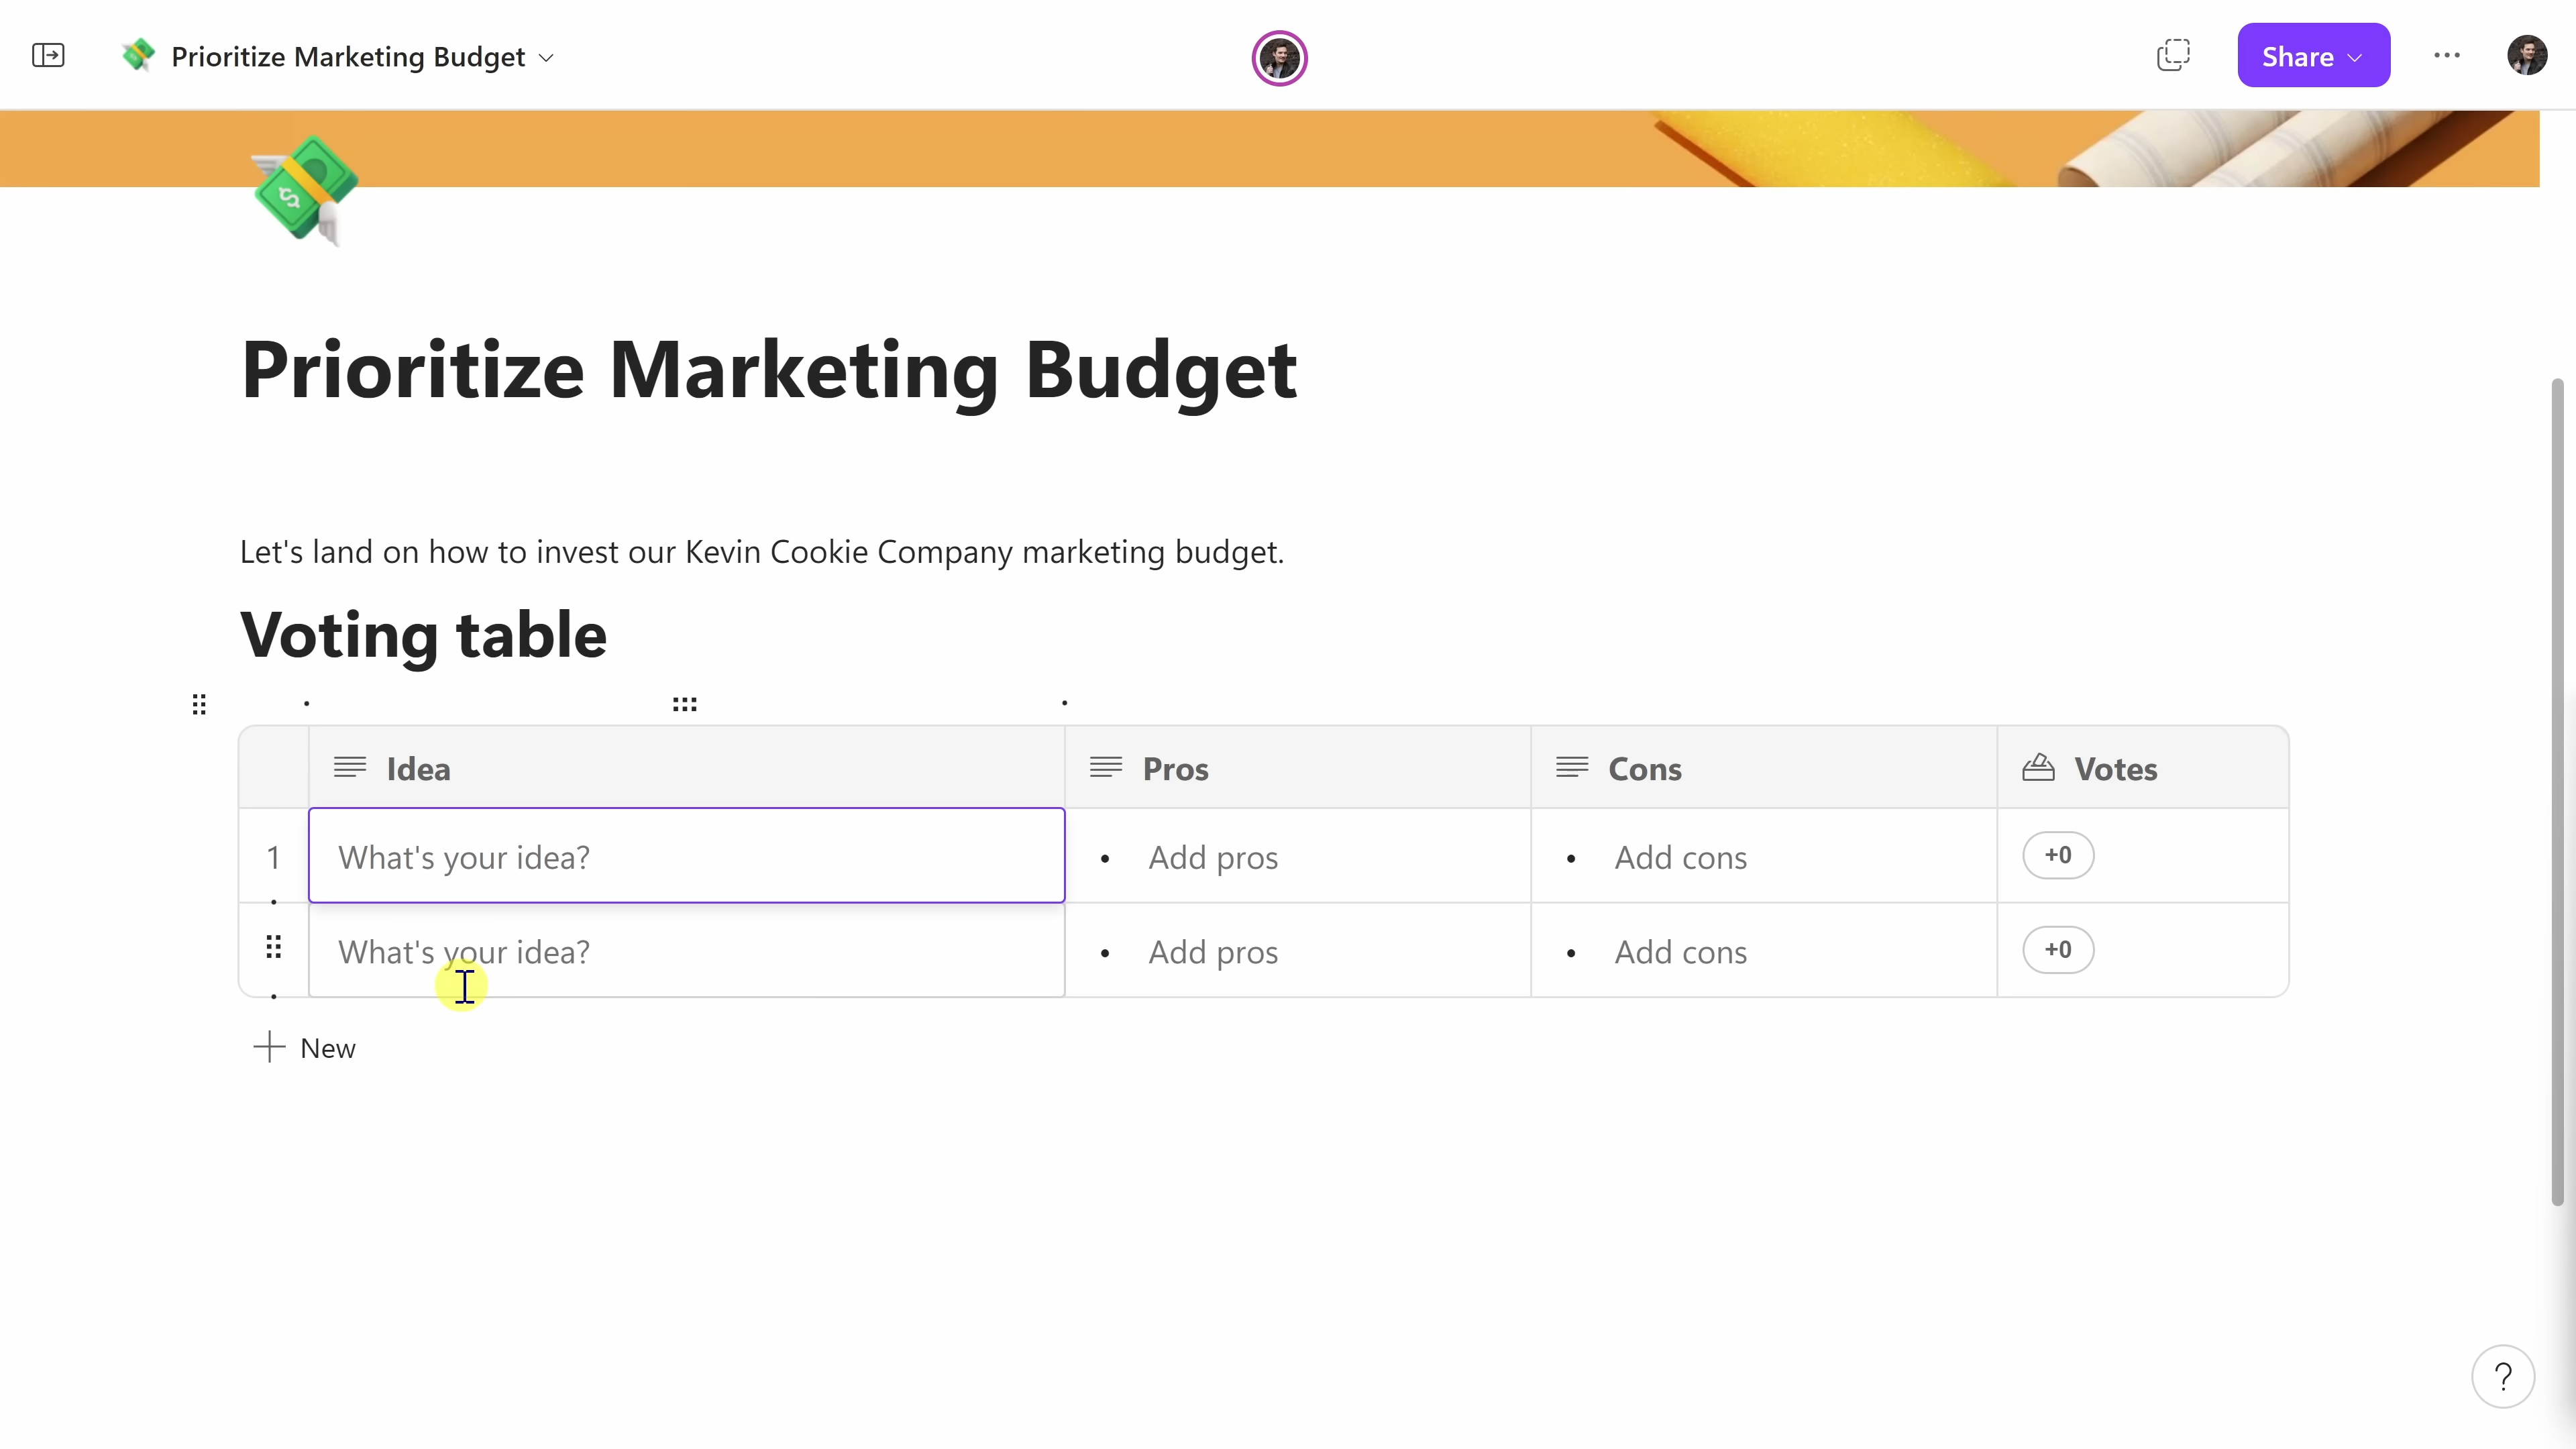 Prioritize Marketing Budget
Share
Prioritize Marketing Budget
Let's land on how to invest our Kevin Cookie Company marketing budget.
Voting table
Idea Pros Cons Votes
1 What's your idea? • Add pros • Add cons +0
What's your idea? • Add pros • Add cons +0
New
?